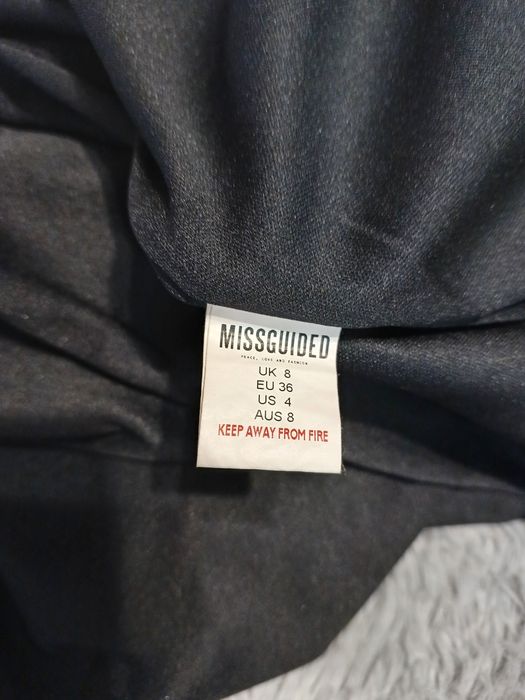 MISSGUIDED
PEACE, LOVE AND FASHION
UK 8
EU 36
US 4
AUS 8
KEEP AWAY FROM FIRE